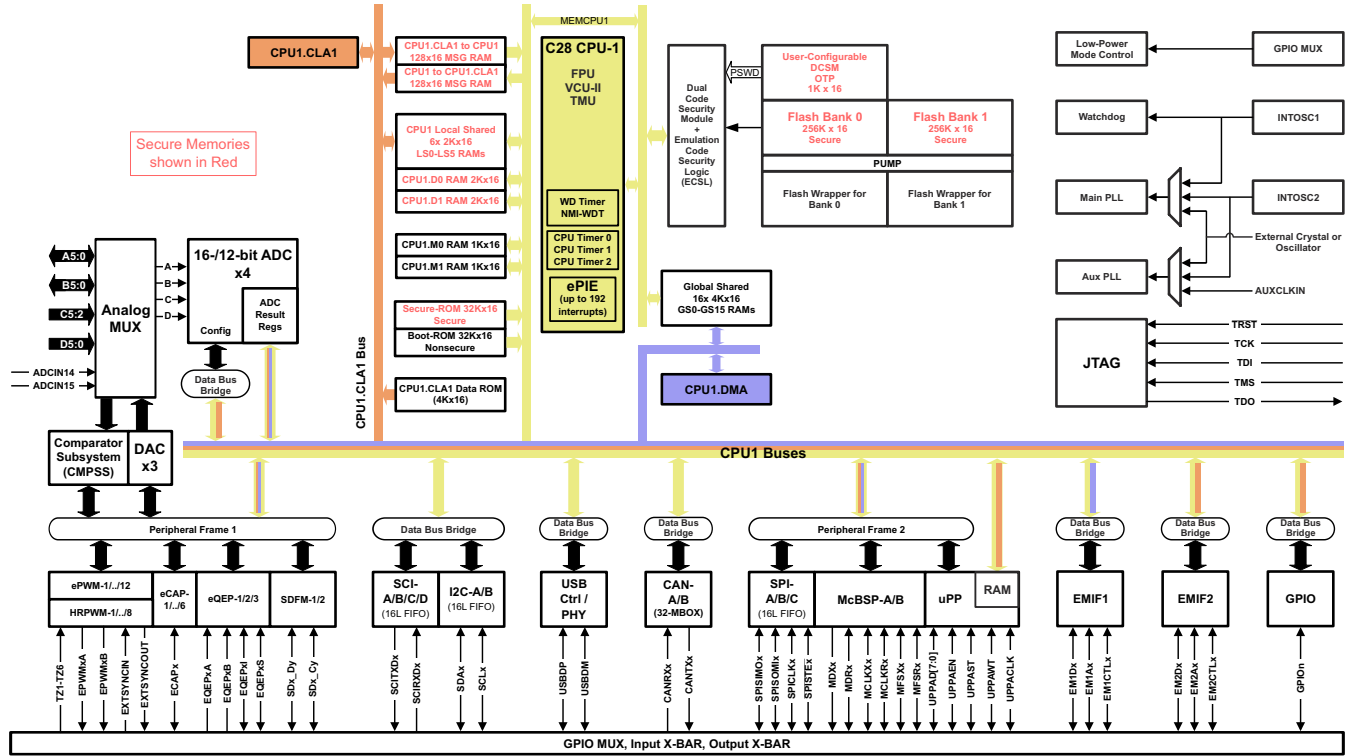 MEMCPU1
CPU1.CLA1
CPU1.CLA1 to CPU1
128x16 MSG RAM
CPU1 to CPU1.CLA1
128x16 MSG RAM
C28 CPU-1
FPU
VCU-II
TMU
Dual
Code
Security
Module
+
Emulation
Code
Security
Logic
(ECSL)
PSWD
User-Configurable
DCSM
OTP
1K x 16
Low-Power
Mode Control
GPIO MUX
Secure Memories
shown in Red
CPU1 Local Shared
6x 2Kx16
LS0-LS5 RAMs
Flash Bank 0
256K x 16
Secure
Flash Bank 1
256K x 16
Secure
PUMP
Flash Wrapper for
Bank 0
Flash Wrapper for
Bank 1
Watchdog
INTOSC1
CPU1.D0 RAM 2Kx16
CPU1.D1 RAM 2Kx16
WD Timer
NMI-WDT
Main PLL
INTOSC2
CPU1.M0 RAM 1Kx16
CPU1.M1 RAM 1Kx16
CPU Timer 0
CPU Timer 1
CPU Timer 2
External Crystal or
Oscillator
Aux PLL
AUXCLKIN
A5:0
B5:0
C5:2
D5:0
ADCIN14
ADCIN15
Analog
MUX
A
B
C
D
16-/12-bit ADC
x4
Config
ADC
Result
Regs
Secure-ROM 32Kx16
Secure
Boot-ROM 32Kx16
Nonsecure
ePIE
(up to 192
interrupts)
Global Shared
16x 4Kx16
GS0-GS15 RAMs
JTAG
TRST
TCK
TDI
TMS
TDO
CPU1.CLA1 Bus
Data Bus
Bridge
CPU1.CLA1 Data ROM
(4Kx16)
CPU1.DMA
Comparator
Subsystem
(CMPSS)
DAC
x3
CPU1 Buses
Peripheral Frame 1
Data Bus Bridge
Data Bus
Bridge
Data Bus
Bridge
Peripheral Frame 2
Data Bus
Bridge
Data Bus
Bridge
Data Bus
Bridge
ePWM-1/../12
HRPWM-1/../8
eCAP-
1/../6
eQEP-1/2/3
SDFM-1/2
SCI-
A/B/C/D
(16L FIFO)
I2C-A/B
(16L FIFO)
USB
Ctrl /
PHY
CAN-
A/B
(32-MBOX)
SPI-
A/B/C
(16L FIFO)
McBSP-A/B
uPP
RAM
EMIF1
EMIF2
GPIO
TZ1-TZ6
EPWMxA
EPWMxB
EXTSYNCIN
EXTSYNCOUT
ECAPx
EQEPxA
EQEPxB
EQEPxI
EQEPxS
SDx_Dy
SDx_Cy
SCITXDx
SCIRXDx
SDAx
SCLx
USBDP
USBDM
CANRXx
CANTXx
SPISIMOx
SPISOMIx
SPICLKx
SPISTEx
MDXx
MDRx
MCLKXx
MCLKRx
MFSXx
MFSRx
UPPAD[7:0]
UPPAEN
UPPAST
UPPAWT
UPPACLK
EM1Dx
EM1Ax
EM1CTLx
EM2Dx
EM2Ax
EM2CTLx
GPIOn
GPIO MUX, Input X-BAR, Output X-BAR